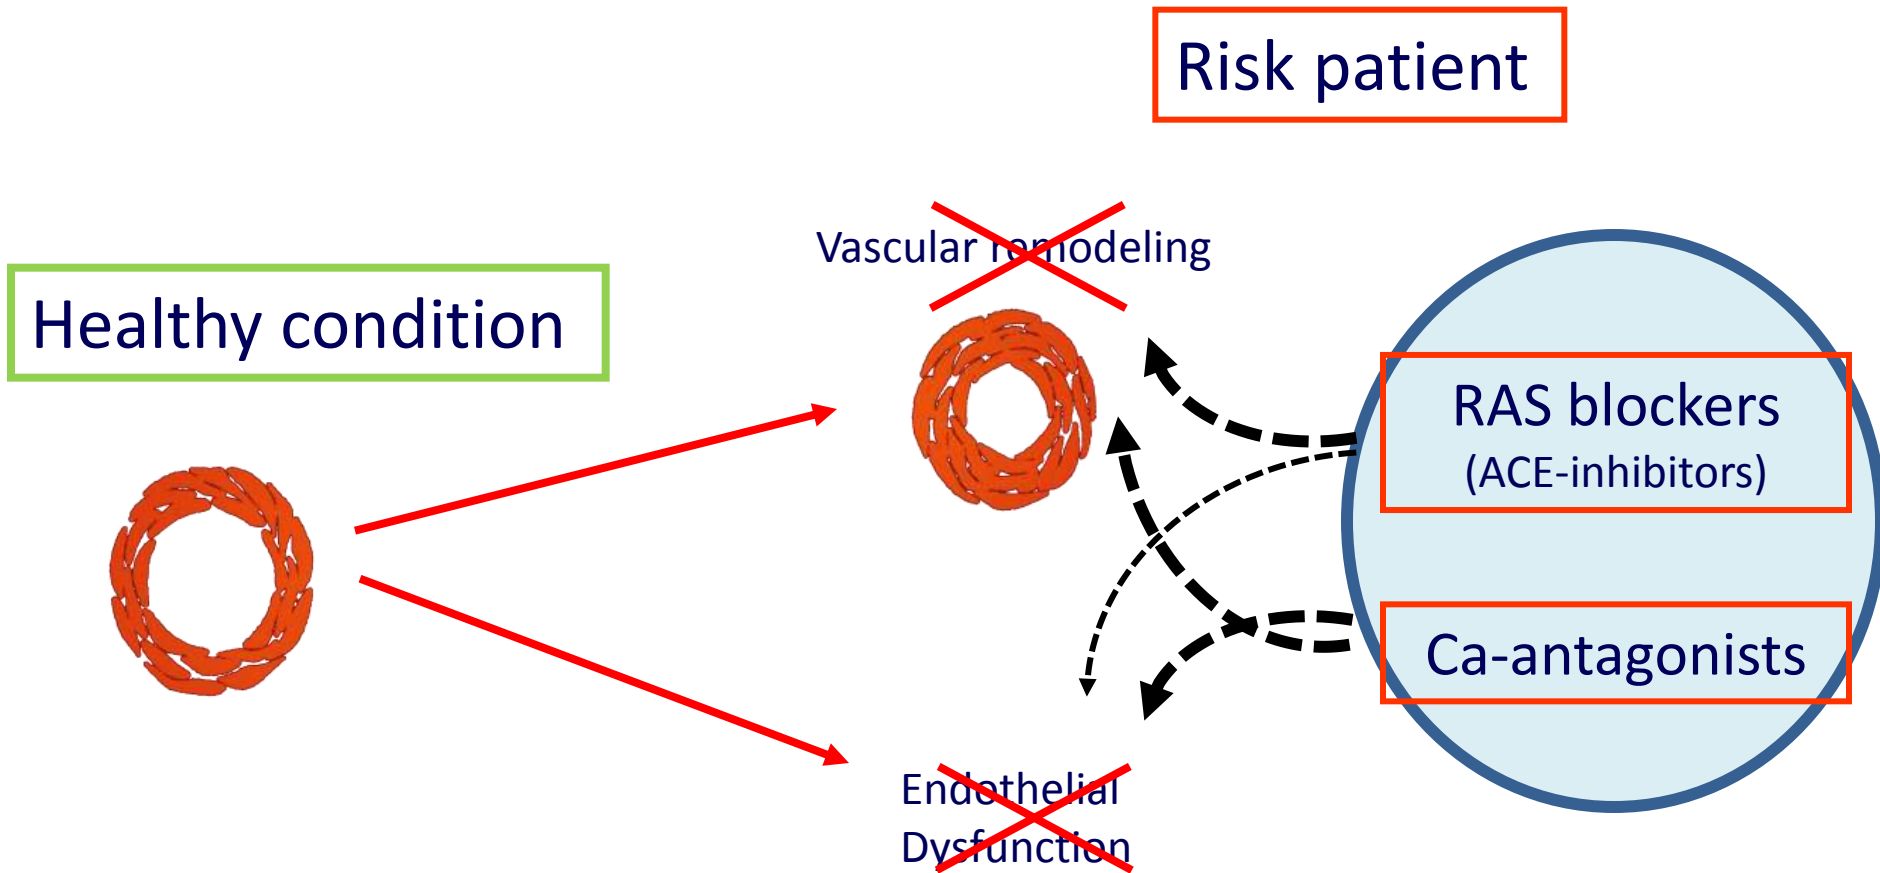 Risk patient
Vascular remodeling
Healthy condition
RAS blockers
(ACE-inhibitors)
Ca-antagonists
Endothelial
Dysfunction